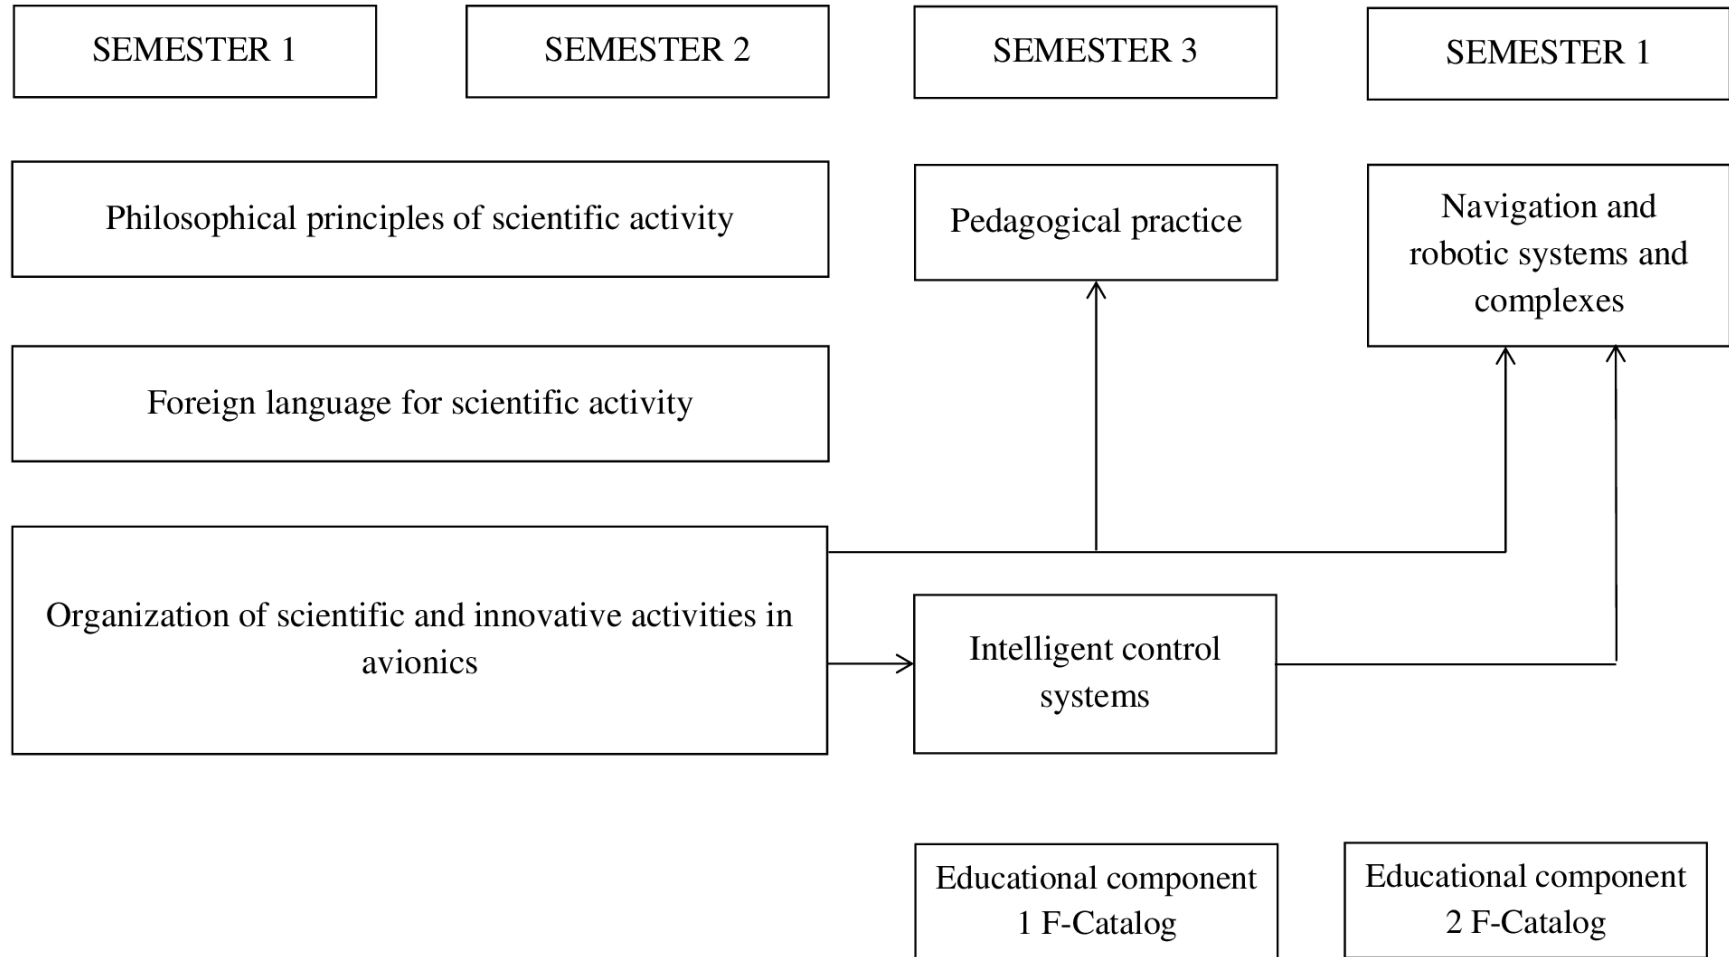 SEMESTER 1
SEMESTER 2
SEMESTER 3
SEMESTER 1
Philosophical principles of scientific activity
Pedagogical practice
Navigation and
robotic systems and
complexes
Foreign language for scientific activity
Organization of scientific and innovative activities in
avionics
Intelligent control
systems
Educational component
1 F-Catalog
Educational component
2 F-Catalog